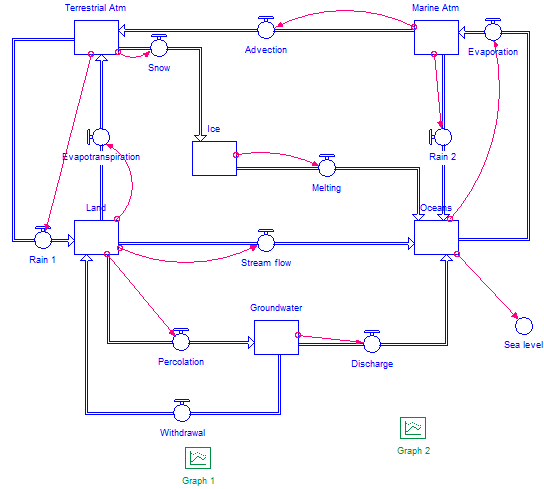 Terrestrial Atm
Marine Atm
Advection
Evaporation
Snow
Ice
Evapotranspiration
Rain 2
Melting
Land
Oceans
Rain 1
Stream flow
Groundwater
Sea level
Percolation
Discharge
Withdrawal
Graph 2
Graph 1